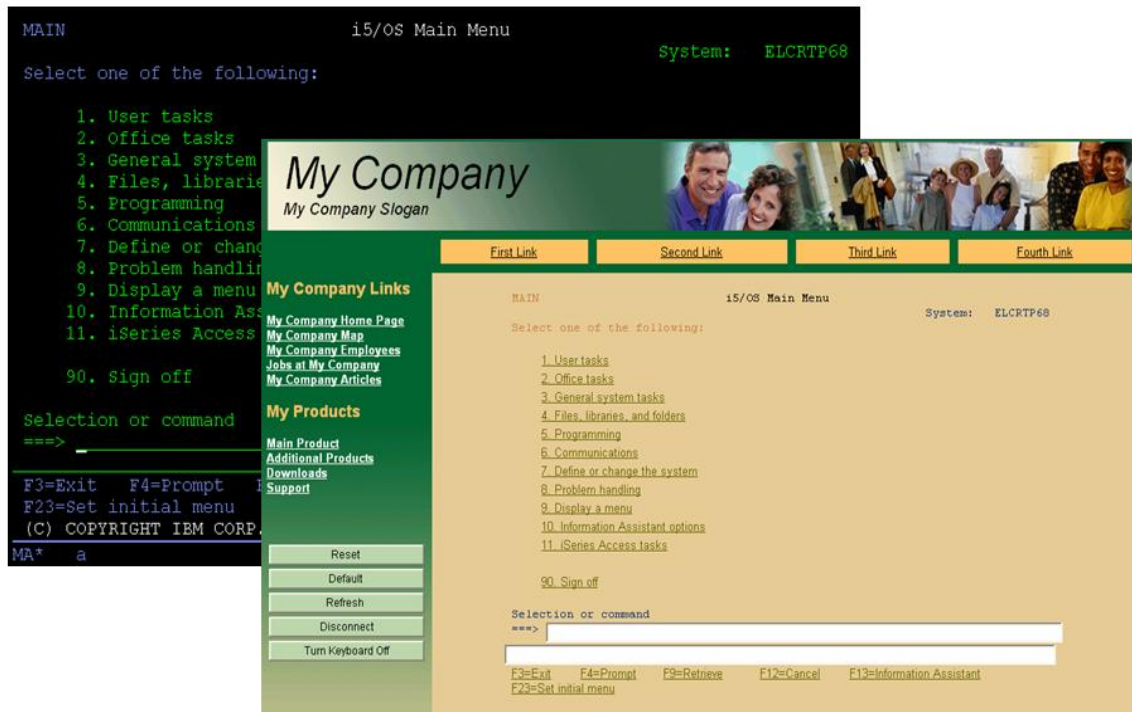 MAIN i5/OS Main Menu
System: ELCRTP68
Select one of the following:
1. User tasks
2. Office tasks
3. General system
4. Files,
5. Programming
6. Communications
7. Define or
8. Problem
9. Display a menu
10. Information
11. iSeries Access
90. Sign off
Selection or command
===>
F3=Exit F4=Prompt
F23=Set initial menu
(C) COPYRIGHT IBM CORP.
MA* a
My Company
My Company Slogan
First Link Second Link Third Link Fourth Link
My Company Links
My Company Home Page
My Company Map
My Company Employees
Jobs at My Company
My Company Articles
My Products
Main Product
Additional Products
Downloads
Support
Reset
Default
Refresh
Disconnect
Turn Keyboard Off
MAIN i5/OS Main Menu
System: ELCRTP68
Select one of the following:
1. User tasks
2. Office tasks
3. General system tasks
4. Files, libraries, and folders
5. Programming
6. Communications
7. Define or change the system
8. Problem handling
9. Display a menu
10. Information Assistant options
11. iSeries Access tasks
90. Sign off
Selection or command
===>
F3=Exit F4=Prompt F9=Retrieve F12=Cancel F13=Information Assistant
F23=Set initial menu